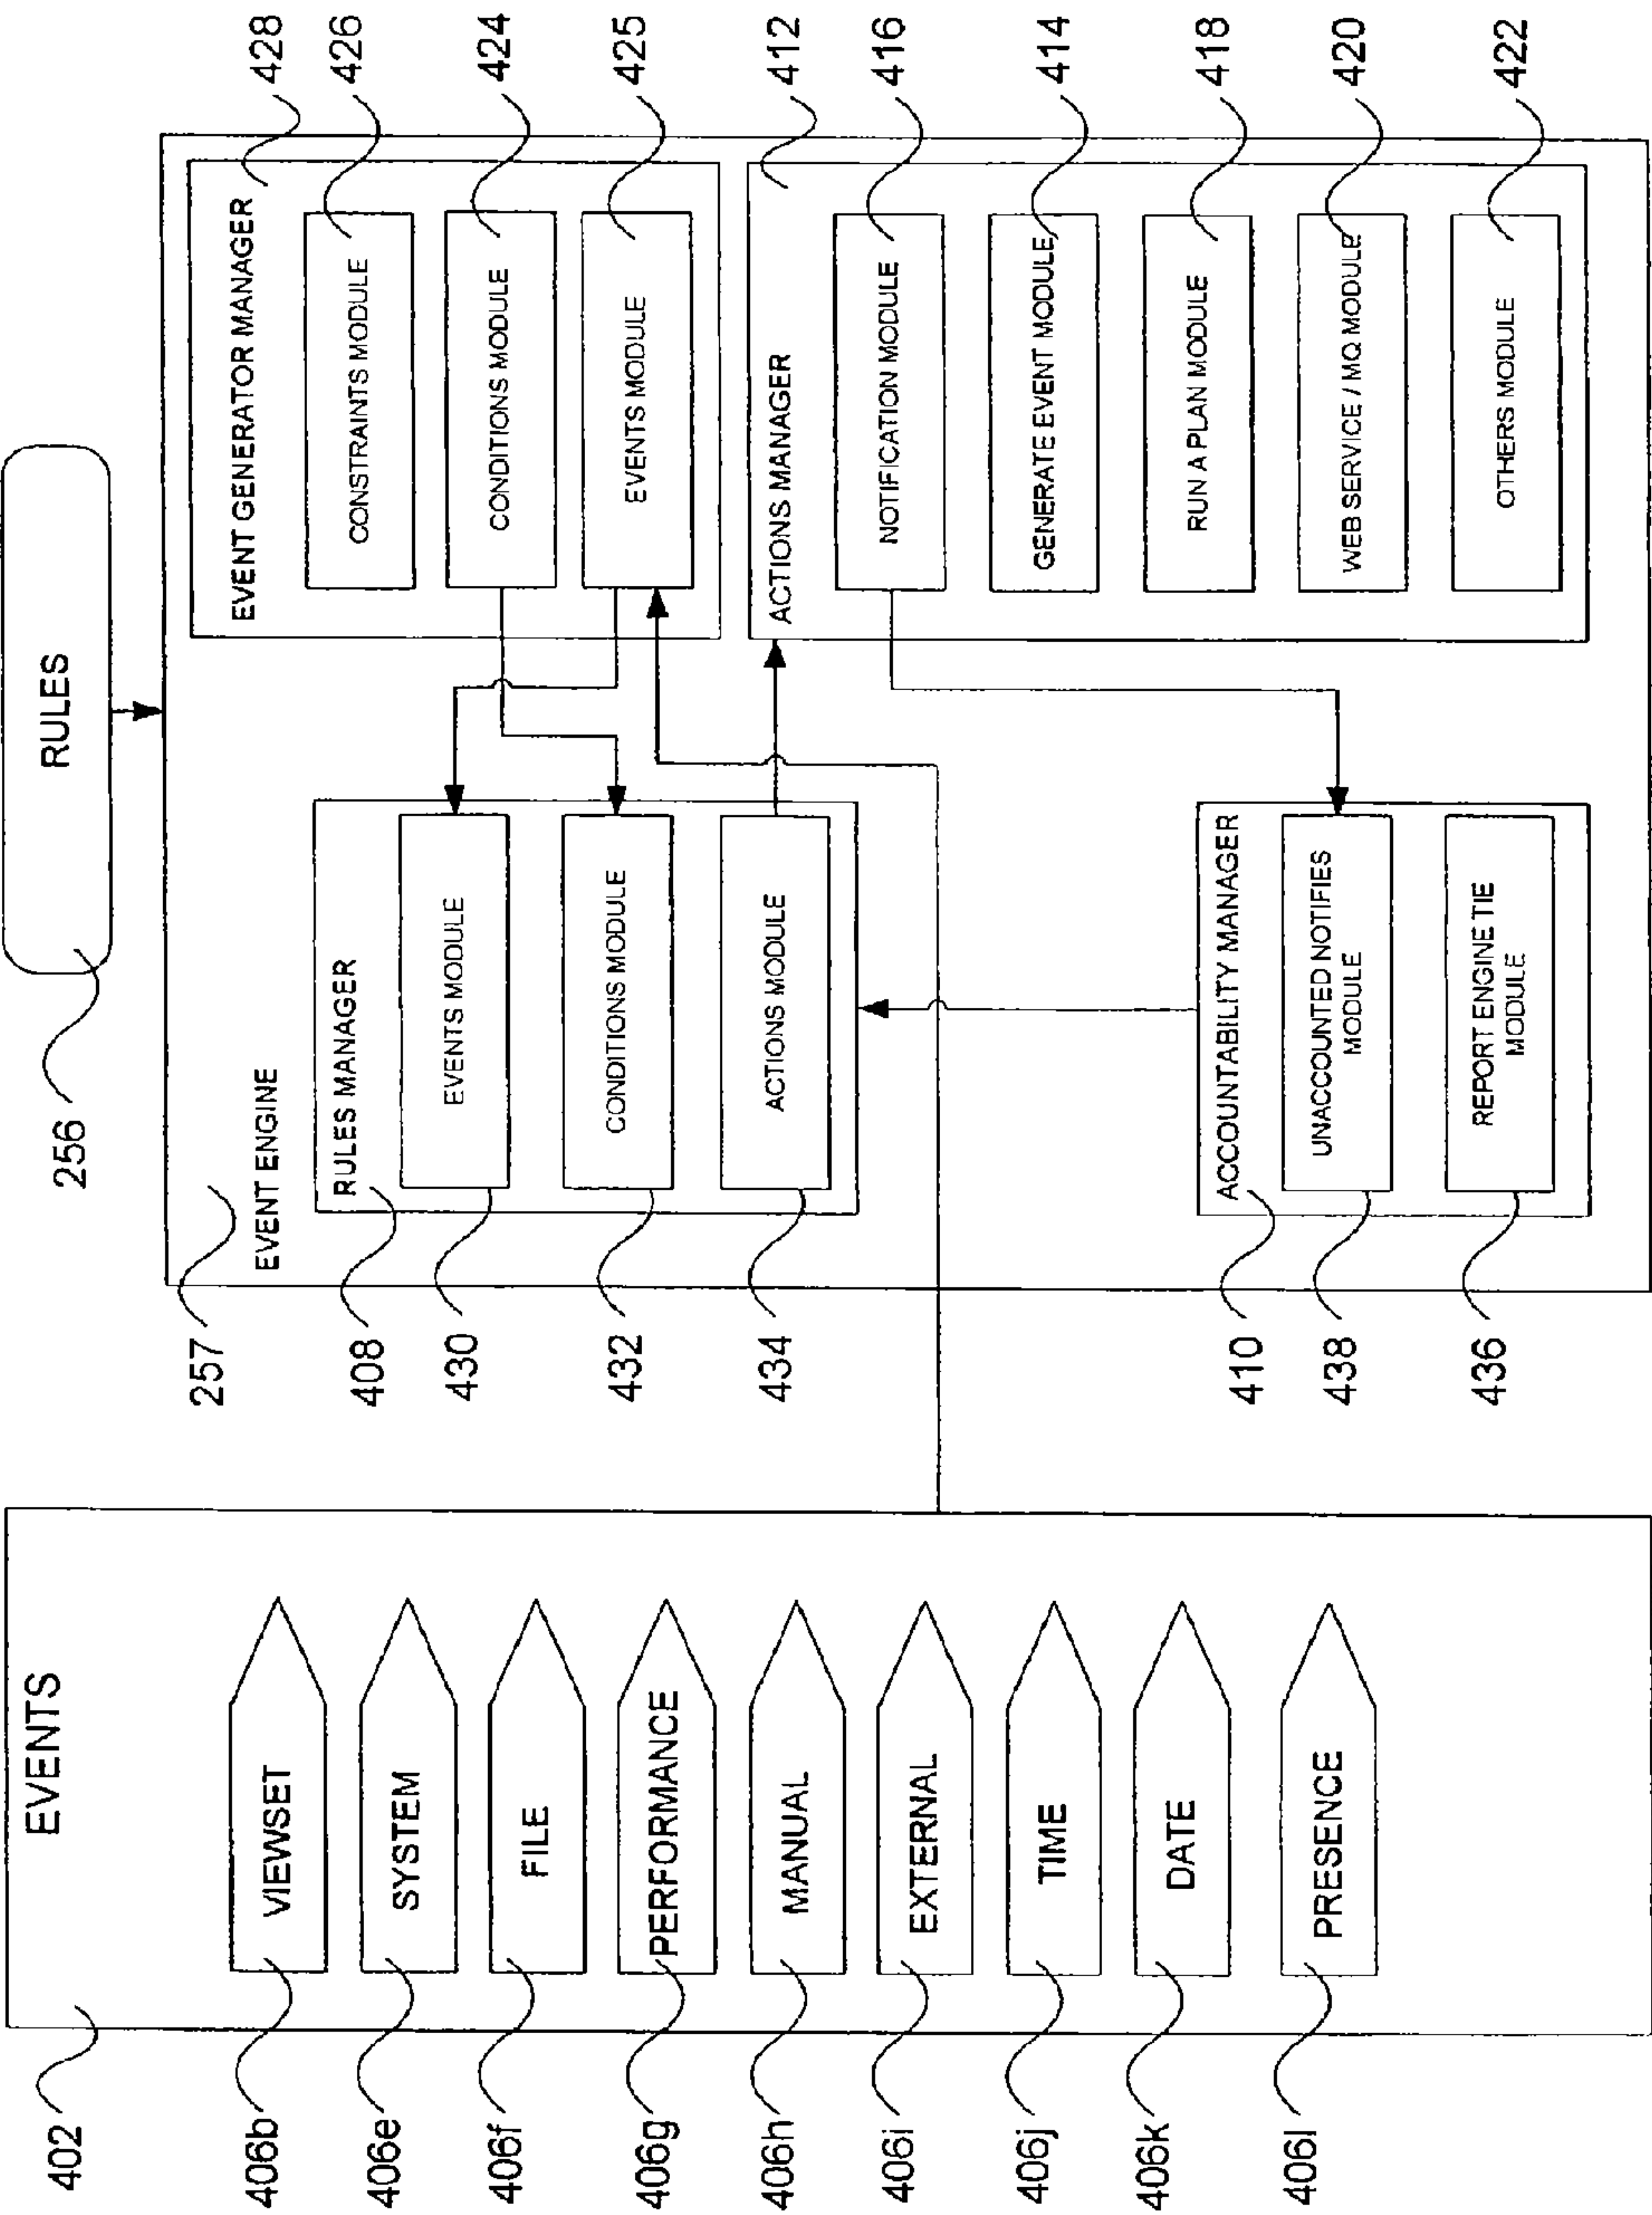 RULES
256
EVENTS
402
VIEWSET
406b
SYSTEM
406e
FILE
406f
PERFORMANCE
406g
MANUAL
406h
EXTERNAL
406i
TIME
406j
DATE
406k
PRESENCE
406l
257
EVENT ENGINE
RULES MANAGER
408
EVENTS MODULE
430
CONDITIONS MODULE
432
ACTIONS MODULE
434
ACCOUNTABILITY MANAGER
410
UNACCOUNTED NOTIFIES
MODULE
438
REPORT ENGINE TIE
MODULE
436
EVENT GENERATOR MANAGER
428
CONSTRAINTS MODULE
426
CONDITIONS MODULE
424
EVENTS MODULE
425
ACTIONS MANAGER
412
NOTIFICATION MODULE
416
GENERATE EVENT MODULE
414
RUN A PLAN MODULE
418
WEB SERVICE / MQ MODULE
420
OTHERS MODULE
422